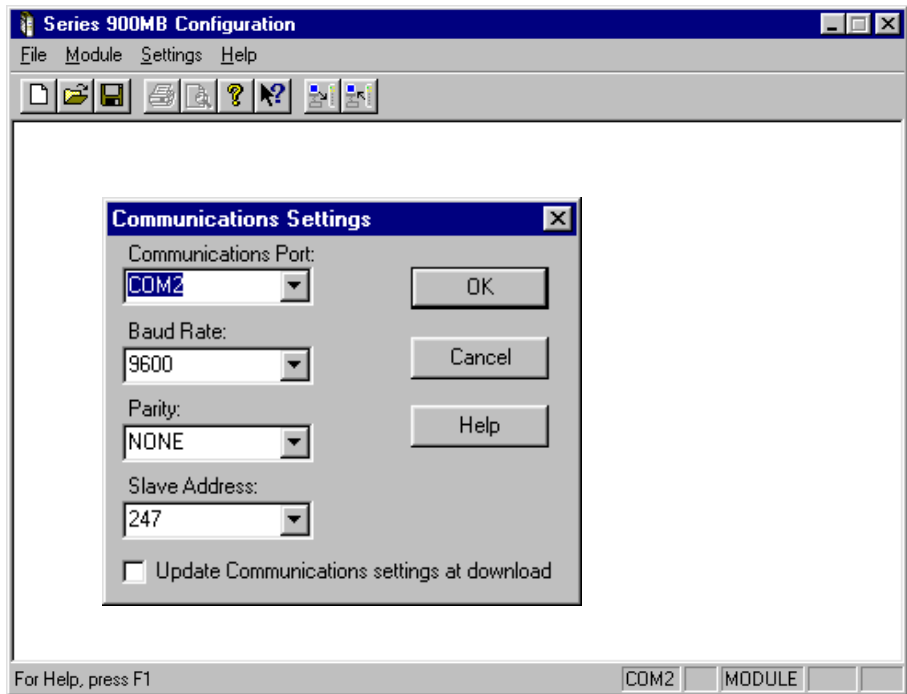 Series 900MB Configuration
File Module Settings Help
Communications Settings
Communications Port:
COM2
OK
Baud Rate:
9600
Cancel
Parity:
NONE
Help
Slave Address:
247
Update Communications settings at download
For Help, press F1 COM2 MODULE